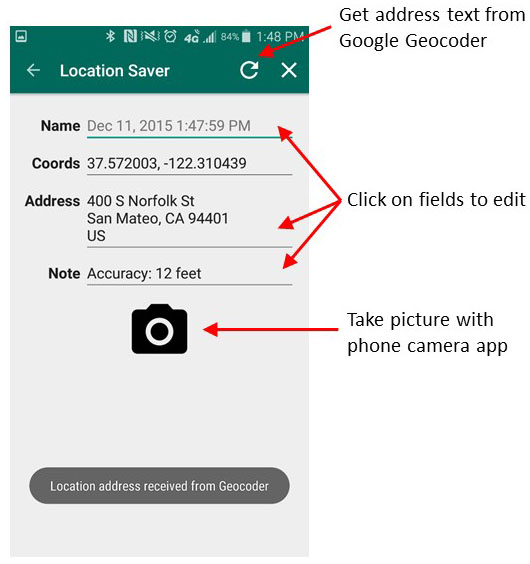 Get address text from
Google Geocoder
4G 84% 1:48 PM
Location Saver
Name Dec 11, 2015 1:47:59 PM
Coords 37.572003, -122.310439
Address 400 S Norfolk St
San Mateo, CA 94401
US
Click on fields to edit
Note Accuracy: 12 feet
Take picture with
phone camera app
Location address received from Geocoder